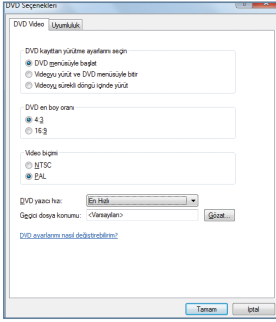 DVD Seçenekleri
DVD Video Uyumluluk
DVD kayıttan yürütme ayarlarını seçin
DVD menüsüyle başlat
Videoyu yürüt ve DVD menüsüyle bitir
Videoyu sürekli döngü içinde yürüt
DVD en boy oranı
4:3
16:9
Video biçimi
NTSC
PAL
DVD yazıcı hızı: En Hızlı
Geçici dosya konumu: <Varsayılan> Gözat...
DVD ayarlarımı nasıl değiştirebilirim?
Tamam İptal